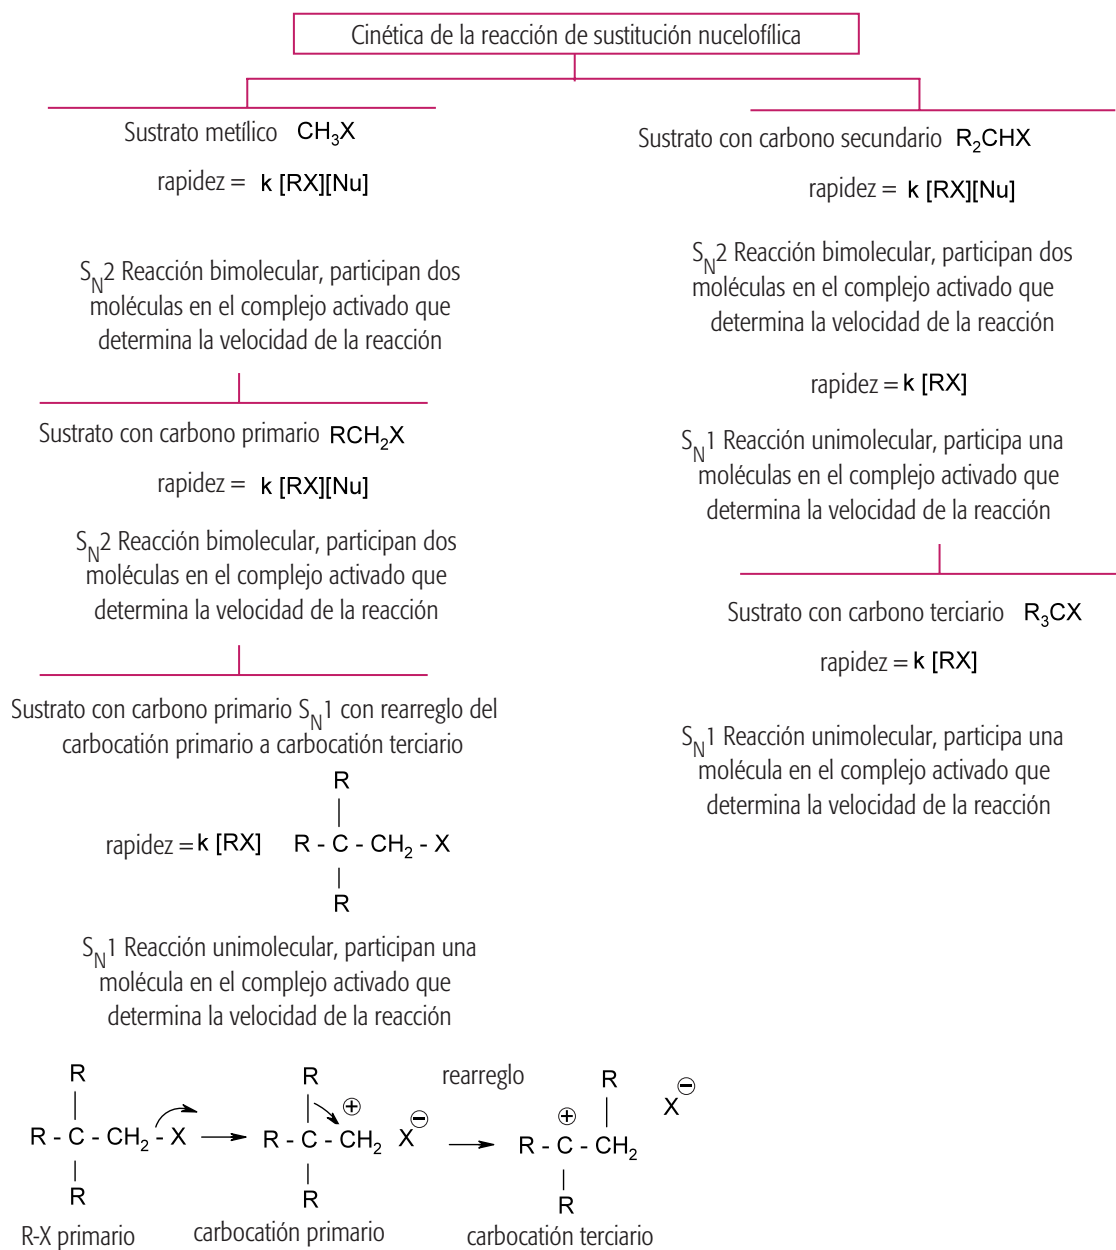 Cinética de la reacción de sustitución nucelofílica
Sustrato metílico CH₃X
rapidez = k [RX][Nu]
S_N2 Reacción bimolecular, participan dos
moléculas en el complejo activado que
determina la velocidad de la reacción
Sustrato con carbono primario RCH₂X
rapidez = k [RX][Nu]
S_N2 Reacción bimolecular, participan dos
moléculas en el complejo activado que
determina la velocidad de la reacción
Sustrato con carbono primario S_N1 con rearreglo del
carbocatión primario a carbocatión terciario
R
rapidez = k [RX] R - C - CH₂ - X
R
S_N1 Reacción unimolecular, participan una
molécula en el complejo activado que
determina la velocidad de la reacción
Sustrato con carbono secundario R₂CHX
rapidez = k [RX][Nu]
S_N2 Reacción bimolecular, participan dos
moléculas en el complejo activado que
determina la velocidad de la reacción
rapidez = k [RX]
S_N1 Reacción unimolecular, participa una
moléculas en el complejo activado que
determina la velocidad de la reacción
Sustrato con carbono terciario R₃CX
rapidez = k [RX]
S_N1 Reacción unimolecular, participa una
molécula en el complejo activado que
determina la velocidad de la reacción
R R rearreglo R
⊕ ⊕ X⊖
R - C - CH₂ - X → R - C - CH₂ X⊖ → R - C - CH₂
R R R
R-X primario carbocatión primario carbocatión terciario